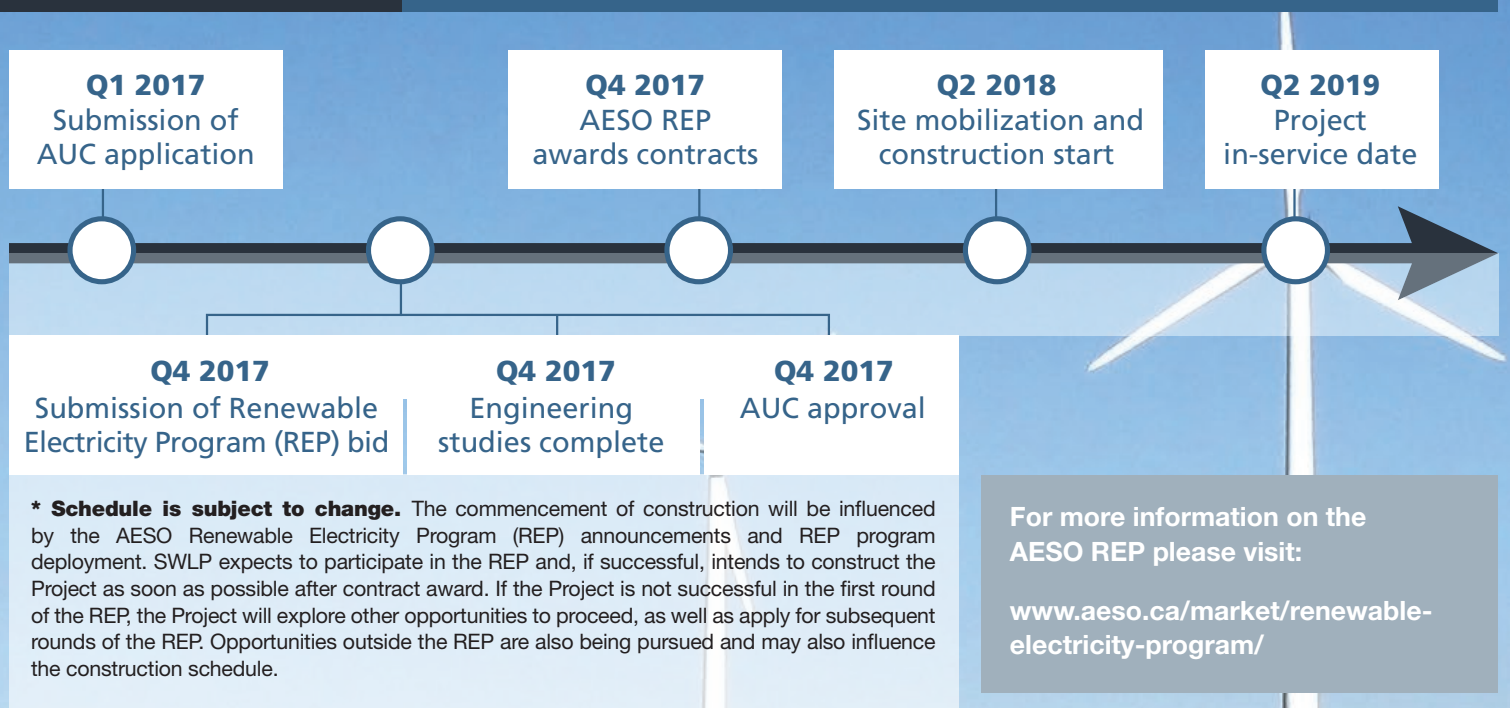 Q1 2017
Submission of
AUC application
Q4 2017
AESO REP
awards contracts
Q2 2018
Site mobilization and
construction start
Q2 2019
Project
in-service date
Q4 2017
Submission of Renewable
Electricity Program (REP) bid
Q4 2017
Engineering
studies complete
Q4 2017
AUC approval
* Schedule is subject to change. The commencement of construction will be influenced
by the AESO Renewable Electricity Program (REP) announcements and REP program
deployment. SWLP expects to participate in the REP and, if successful, intends to construct the
Project as soon as possible after contract award. If the Project is not successful in the first round
of the REP, the Project will explore other opportunities to proceed, as well as apply for subsequent
rounds of the REP. Opportunities outside the REP are also being pursued and may also influence
the construction schedule.
For more information on the
AESO REP please visit:
www.aeso.ca/market/renewable-
electricity-program/